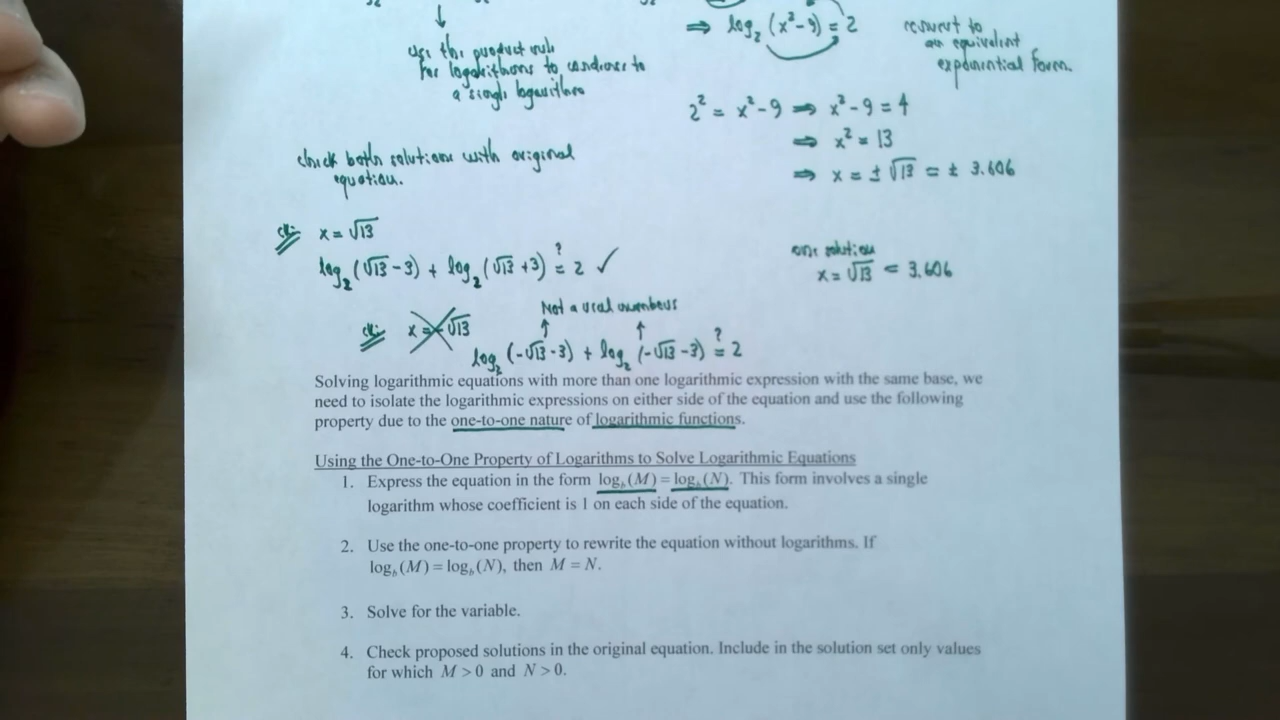 ⇒ log₂ (x²-9) = 2
revert to
an equivalent
exponential form.
use the product rule
for logarithms to condense to
a single logarithm
2² = x²-9 ⇒ x²-9 = 4
⇒ x² = 13
⇒ x = ± √13 = ± 3.606
check both solutions with original
equation.
ck: x = √13
log₂(√13-3) + log₂(√13+3) ?= 2 ✓
one solution
x = √13 = 3.606
Not a real numbers
ck: x = -√13
log₂(-√13-3) + log₂(-√13-3) ?= 2
Solving logarithmic equations with more than one logarithmic expression with the same base, we
need to isolate the logarithmic expressions on either side of the equation and use the following
property due to the one-to-one nature of logarithmic functions.
Using the One-to-One Property of Logarithms to Solve Logarithmic Equations
1. Express the equation in the form log_b(M) = log_b(N). This form involves a single
logarithm whose coefficient is 1 on each side of the equation.
2. Use the one-to-one property to rewrite the equation without logarithms. If
log_b(M) = log_b(N), then M = N.
3. Solve for the variable.
4. Check proposed solutions in the original equation. Include in the solution set only values
for which M > 0 and N > 0.